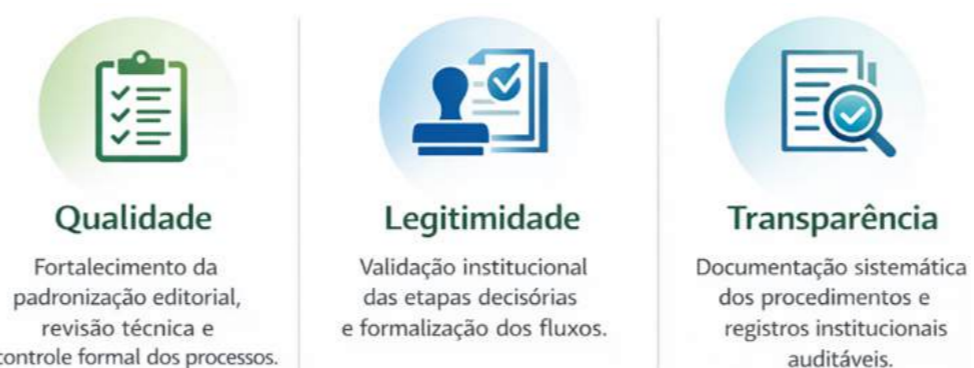 Qualidade
Fortalecimento da
padronização editorial,
revisão técnica e
controle formal dos processos.
Legitimidade
Validação institucional
das etapas decisórias
e formalização dos fluxos.
Transparência
Documentação sistemática
dos procedimentos e
registros institucionais
auditáveis.